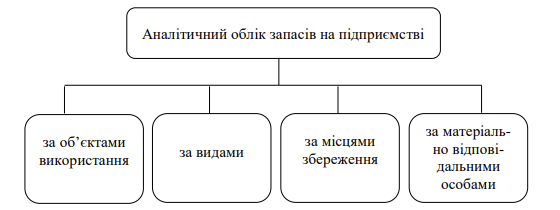 Аналітичний облік запасів на підприємстві
за об’єктами
використання
за видами
за місцями
збереження
за матеріаль-
но відпові-
дальними
особами